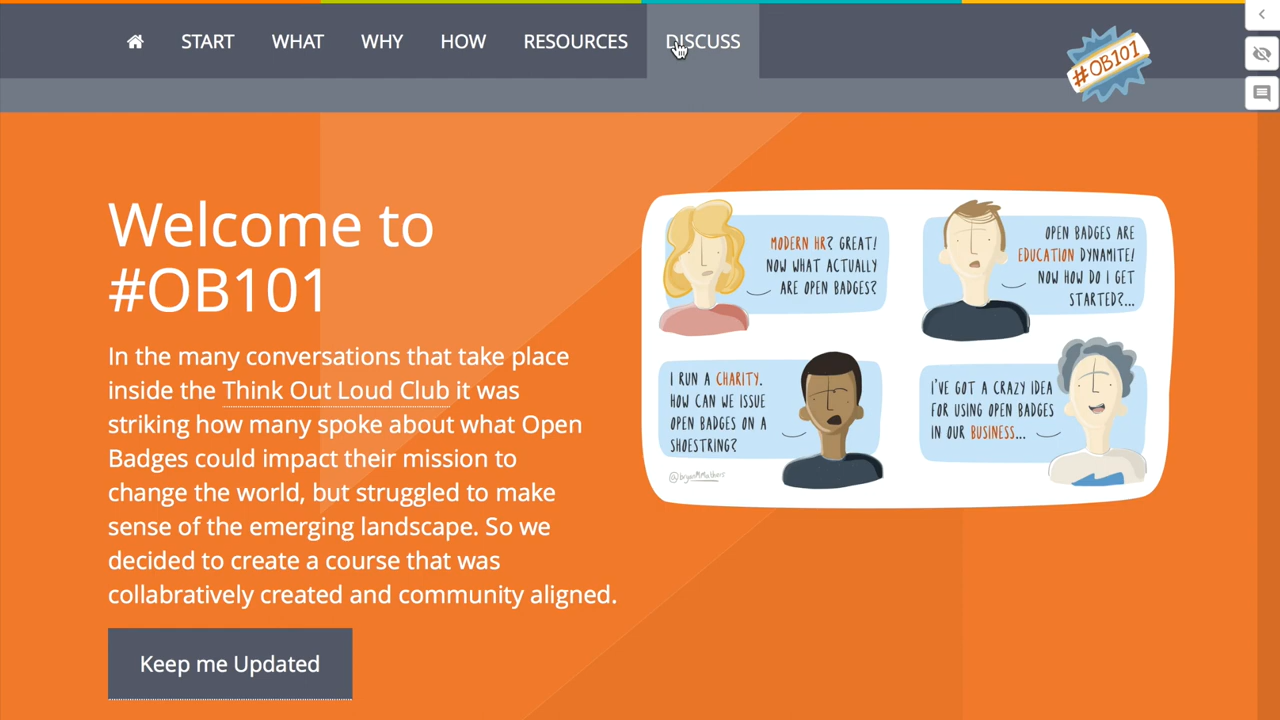 START WHAT WHY HOW RESOURCES DISCUSS
#OB101
Welcome to
#OB101
In the many conversations that take place
inside the Think Out Loud Club it was
striking how many spoke about what Open
Badges could impact their mission to
change the world, but struggled to make
sense of the emerging landscape. So we
decided to create a course that was
collabratively created and community aligned.
Keep me Updated
MODERN HR? GREAT!
NOW WHAT ACTUALLY
ARE OPEN BADGES?
OPEN BADGES ARE
EDUCATION DYNAMITE!
NOW HOW DO I GET
STARTED?...
I RUN A CHARITY.
HOW CAN WE ISSUE
OPEN BADGES ON A
SHOESTRING?
I'VE GOT A CRAZY IDEA
FOR USING OPEN BADGES
IN OUR BUSINESS...
@bryanMMathers